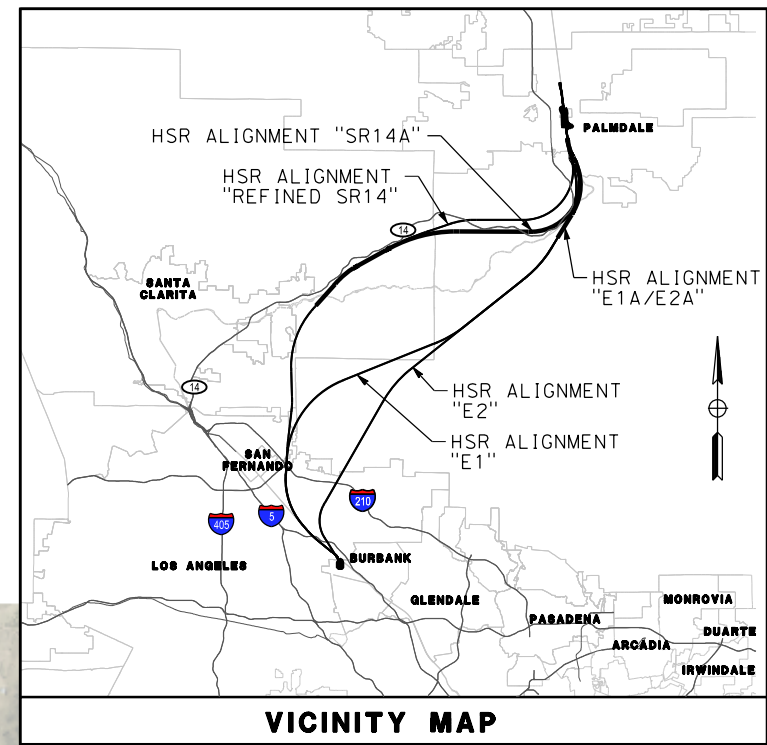 PALMDALE
HSR ALIGNMENT "SR14A"
HSR ALIGNMENT
"REFINED SR14"
14
HSR ALIGNMENT
"E1A/E2A"
SANTA
CLARITA
14
HSR ALIGNMENT
"E2"
HSR ALIGNMENT
"E1"
SAN
FERNANDO
210
5
405
BURBANK
LOS ANGELES
GLENDALE
MONROVIA
PASADENA
DUARTE
ARCADIA
IRWINDALE
VICINITY MAP